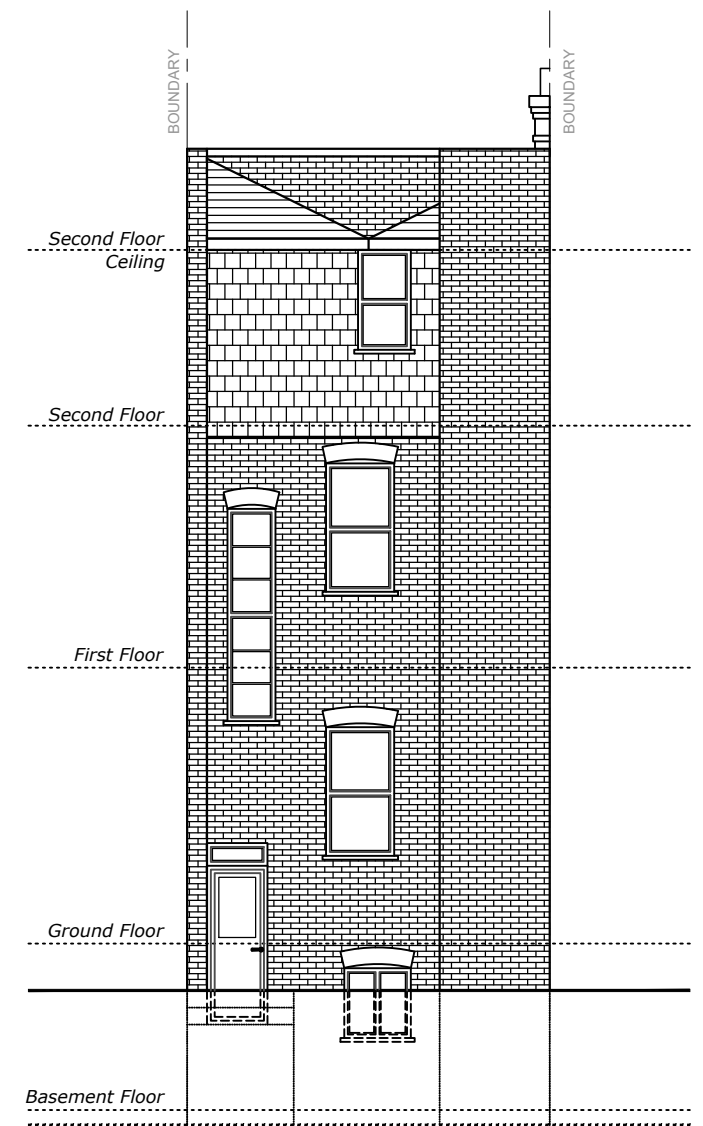 BOUNDARY
BOUNDARY
Second Floor
Ceiling
Second Floor
First Floor
Ground Floor
Basement Floor